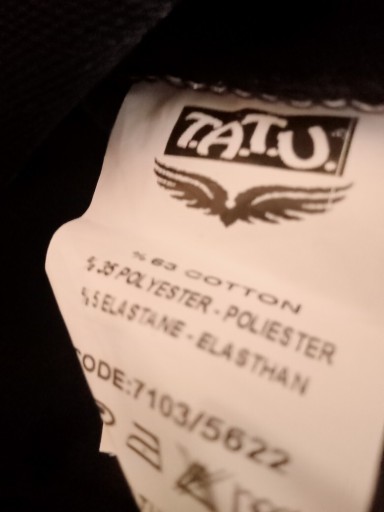 T.A.T.U.
% 63 COTTON
% 35 POLYESTER - POLIESTER
% 5 ELASTANE - ELASTHAN
CODE:7103/5622